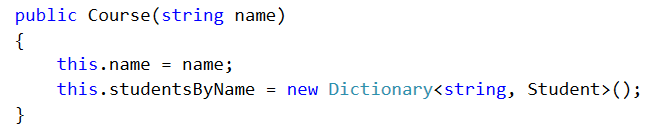 public Course(string name)
{
    this.name = name;
    this.studentsByName = new Dictionary<string, Student>();
}